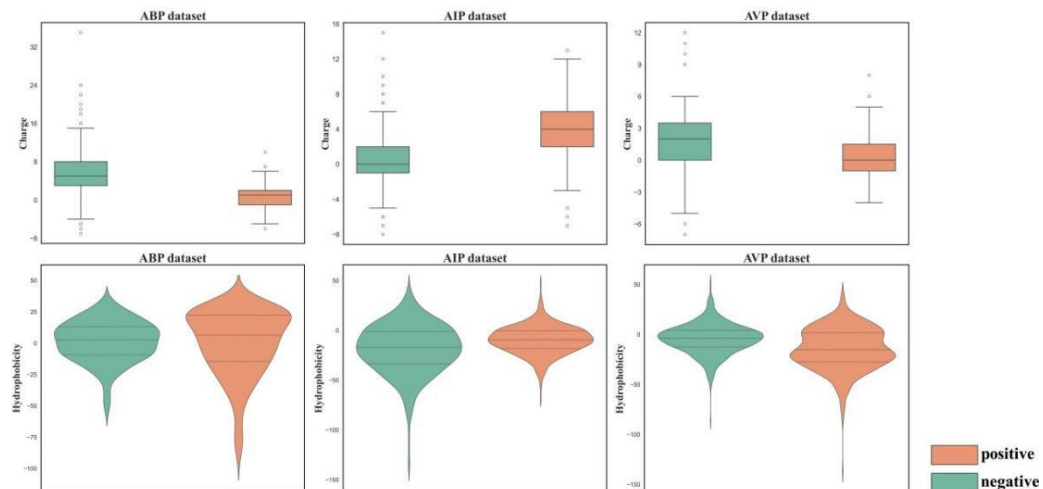 ABP dataset
AIP dataset
AVP dataset
Charge
32
24
16
8
0
−8
Charge
16
12
8
4
0
−4
−8
Charge
12
9
6
3
0
−3
−6
ABP dataset
AIP dataset
AVP dataset
Hydrophobicity
50
25
0
−25
−50
−75
−100
Hydrophobicity
50
0
−50
−100
−150
Hydrophobicity
50
0
−50
−100
−150
positive
negative